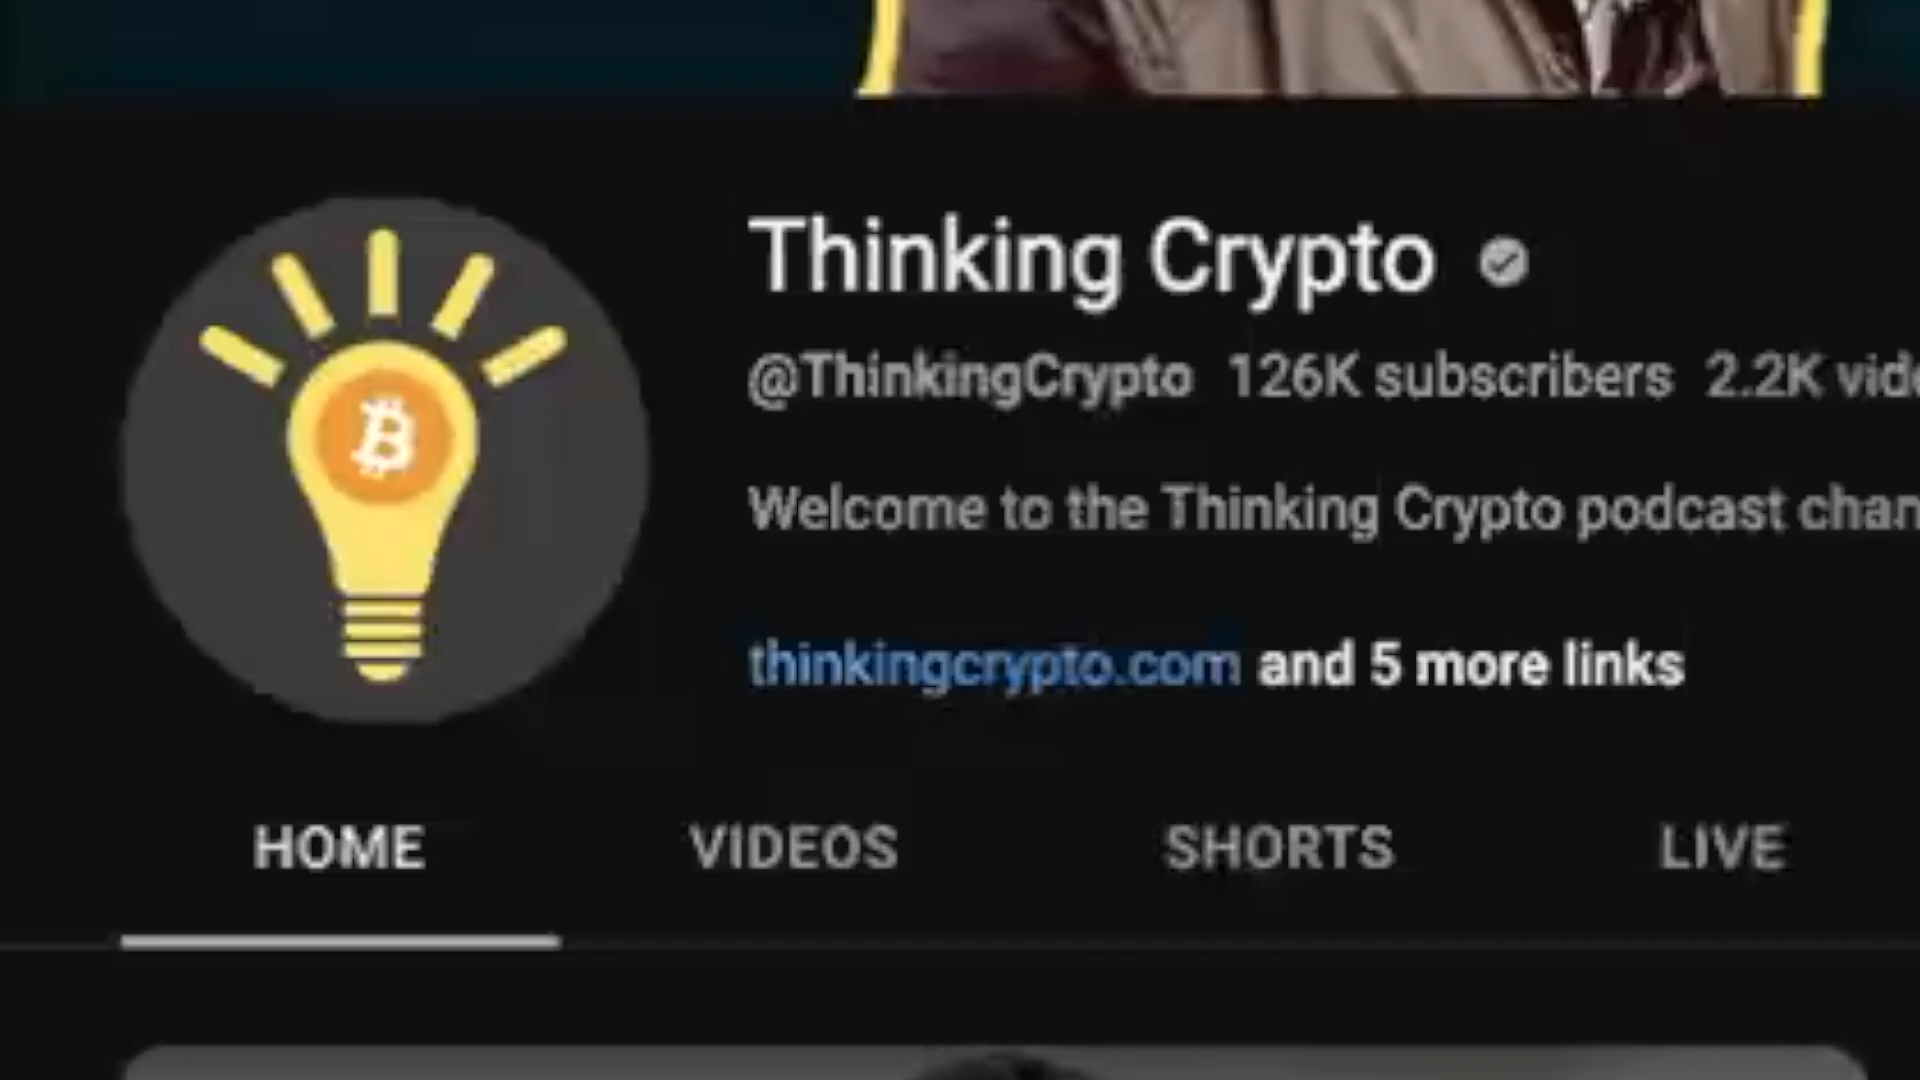 Thinking Crypto
@ThinkingCrypto 126K subscribers 2.2K
Welcome to the Thinking Crypto podcast
thinkingcrypto.com and 5 more links
HOME VIDEOS SHORTS LIVE